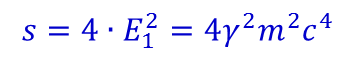 s = 4 · E₁² = 4γ²m²c⁴